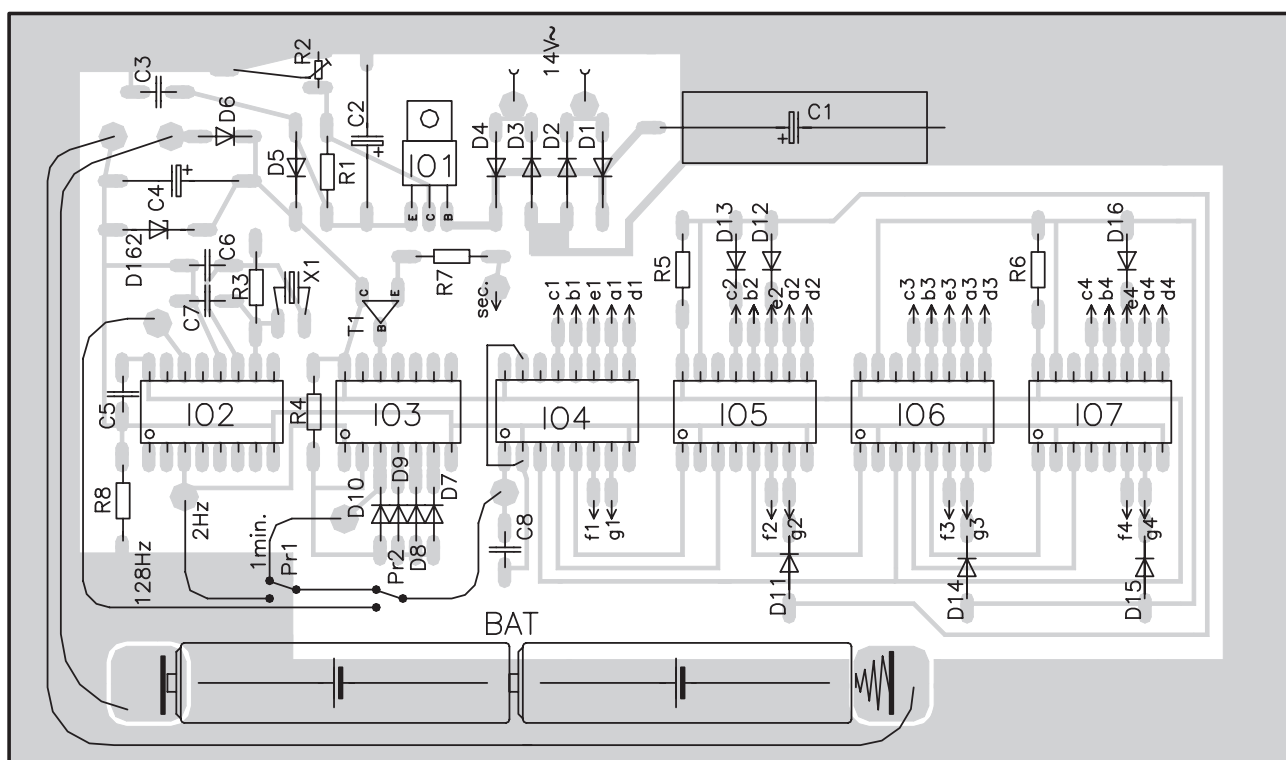 R2
14V~
C3
C2
C1
D6
D4
D3
D2
D1
D5
R1
IO1
E C B
C4
D162
C6
R3
X1
C7
R7
sec.
C
E
B
T1
R5
D13
D12
R6
D16
c1 b1 e1 a1 d1
c2 b2 e2 a2 d2
c3 b3 e3 a3 d3
c4 b4 e4 a4 d4
C5
IO2
R4
IO3
IO4
IO5
IO6
IO7
R8
2Hz
D10
D9
D7
D8
C8
f1 g1
f2 g2
f3 g3
f4 g4
128Hz
1min.
Pr1
Pr2
D11
D14
D15
BAT